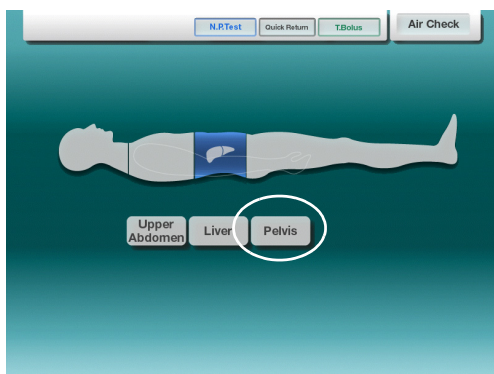 N.P.Test
Quick Return
T.Bolus
Air Check
Upper
Abdomen
Liver
Pelvis